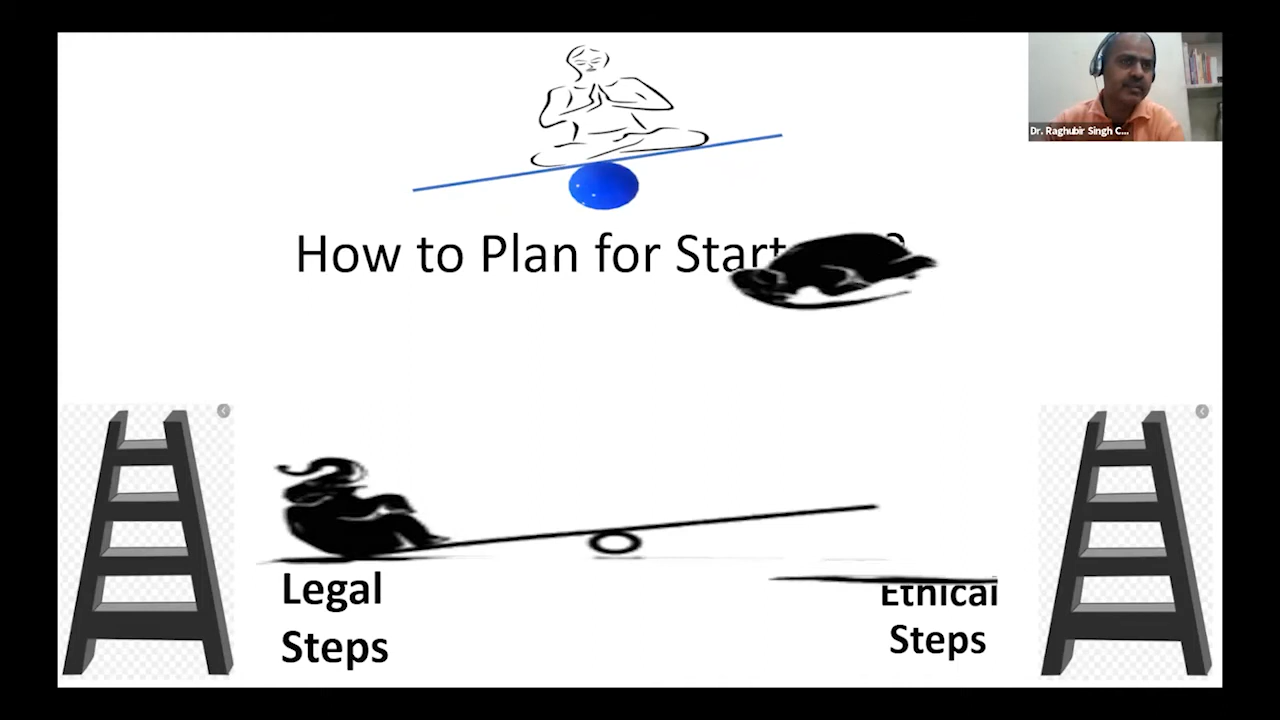 Dr. Raghubir Singh C...
How to Plan for Start
Legal
Steps
Ethical
Steps